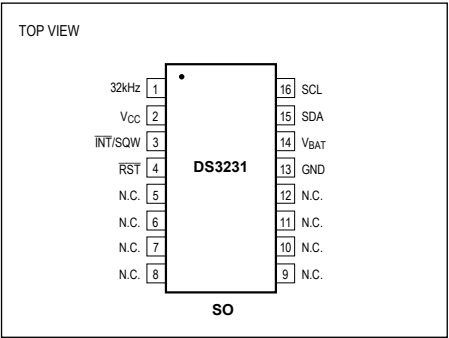 TOP VIEW
32kHz 1 16 SCL
VCC 2 15 SDA
INT/SQW 3 14 VBAT
RST 4 DS3231 13 GND
N.C. 5 12 N.C.
N.C. 6 11 N.C.
N.C. 7 10 N.C.
N.C. 8 9 N.C.
SO